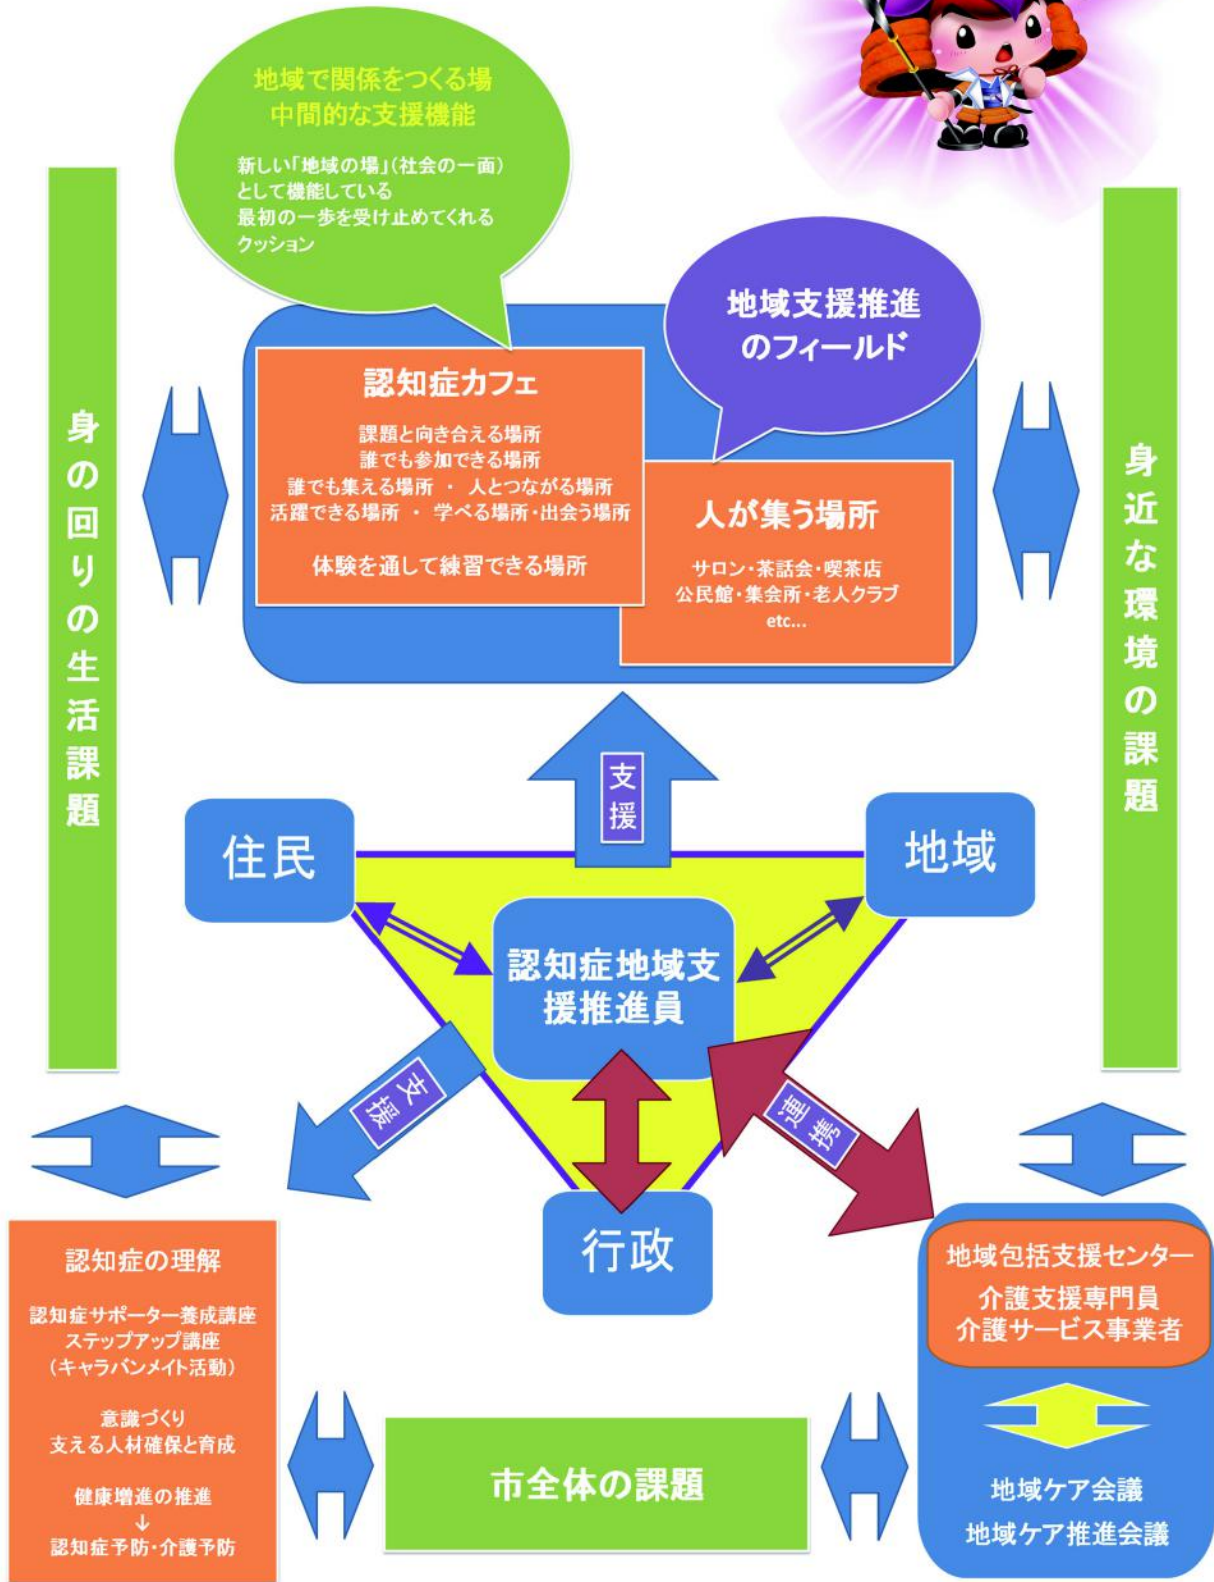 地域で関係をつくる場
中間的な支援機能
新しい「地域の場」(社会の一面)
として機能している
最初の一歩を受け止めてくれる
クッション
地域支援推進
のフィールド
認知症カフェ
課題と向き合える場所
誰でも参加できる場所
誰でも集える場所 ・ 人とつながる場所
活躍できる場所 ・ 学べる場所・出会う場所
体験を通して練習できる場所
人が集う場所
サロン・茶話会・喫茶店
公民館・集会所・老人クラブ
etc...
身の回りの生活課題
身近な環境の課題
支援
住民
地域
認知症地域支
援推進員
支援
連携
行政
認知症の理解
認知症サポーター養成講座
ステップアップ講座
(キャラバンメイト活動)
意識づくり
支える人材確保と育成
健康増進の推進
↓
認知症予防・介護予防
市全体の課題
地域包括支援センター
介護支援専門員
介護サービス事業者
地域ケア会議
地域ケア推進会議